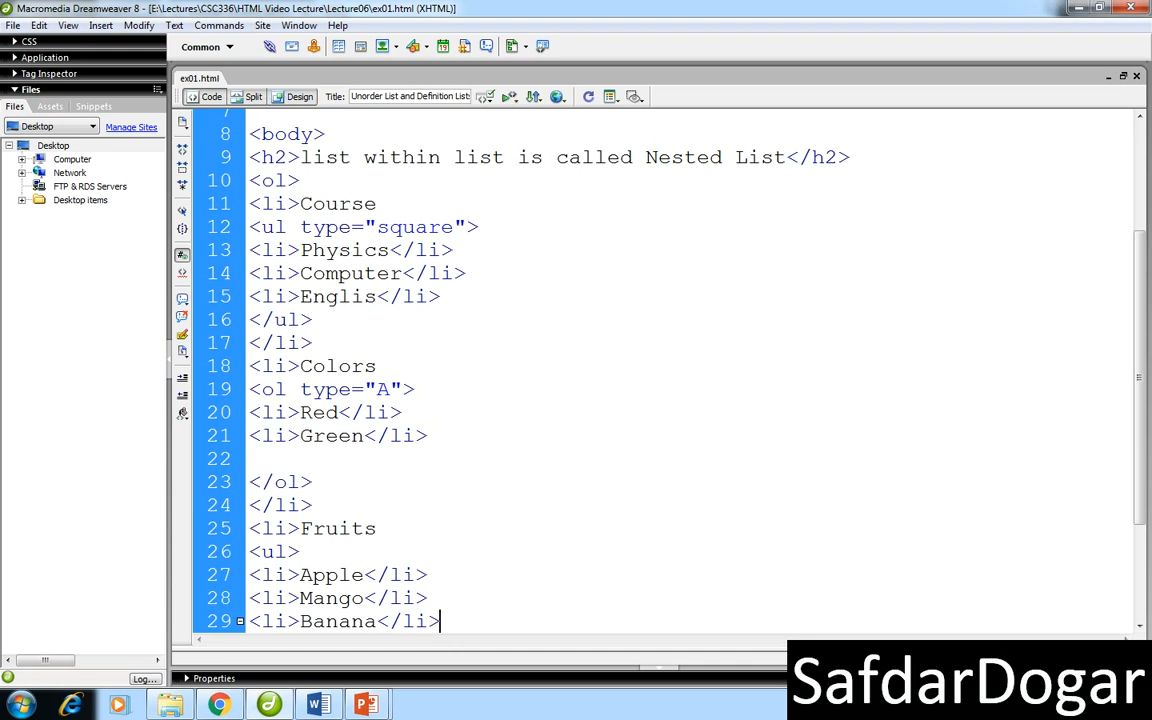 Macromedia Dreamweaver 8 - [E:\Lectures\CSC336\HTML Video Lecture\Lecture06\ex01.html (XHTML)]
File Edit View Insert Modify Text Commands Site Window Help
CSS
Application
Tag Inspector
Files
Files Assets Snippets
Desktop Manage Sites
Desktop
Computer
Network
FTP & RDS Servers
Desktop items
Log...
Common
ex01.html
Code Split Design Title: Unorder List and Definition Lists
7
8 <body>
9 <h2>list within list is called Nested List</h2>
10 <ol>
11 <li>Course
12 <ul type="square">
13 <li>Physics</li>
14 <li>Computer</li>
15 <li>Englis</li>
16 </ul>
17 </li>
18 <li>Colors
19 <ol type="A">
20 <li>Red</li>
21 <li>Green</li>
22
23 </ol>
24 </li>
25 <li>Fruits
26 <ul>
27 <li>Apple</li>
28 <li>Mango</li>
29 <li>Banana</li>
Properties
SafdarDogar